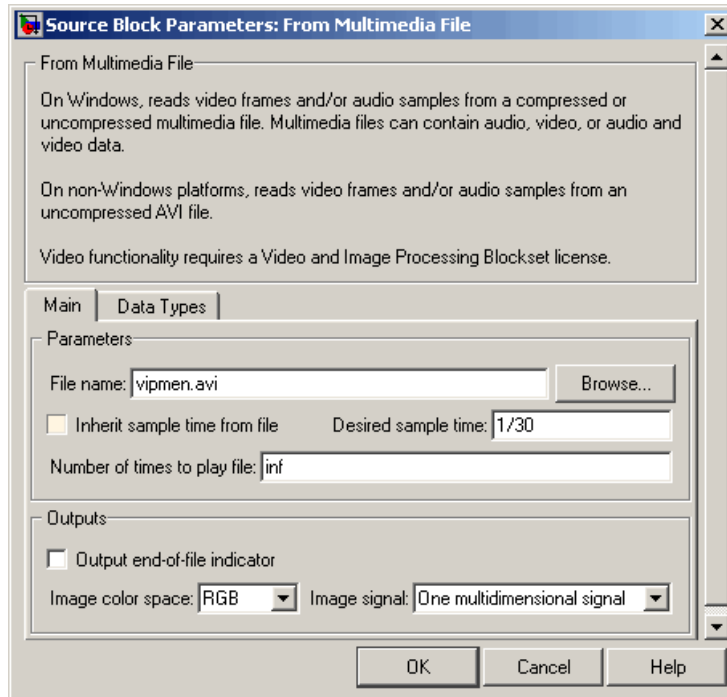 Source Block Parameters: From Multimedia File
From Multimedia File
On Windows, reads video frames and/or audio samples from a compressed or
uncompressed multimedia file. Multimedia files can contain audio, video, or audio and
video data.
On non-Windows platforms, reads video frames and/or audio samples from an
uncompressed AVI file.
Video functionality requires a Video and Image Processing Blockset license.
Main Data Types
Parameters
File name: vipmen.avi Browse...
Inherit sample time from file Desired sample time: 1/30
Number of times to play file: inf
Outputs
Output end-of-file indicator
Image color space: RGB Image signal: One multidimensional signal
OK Cancel Help